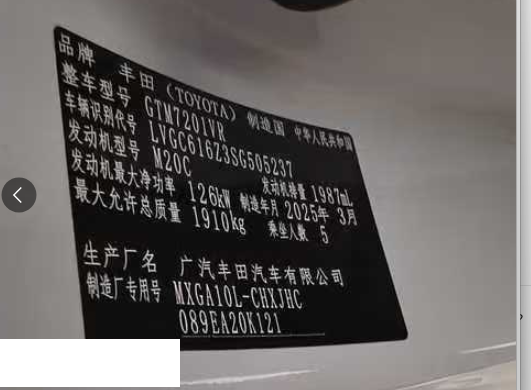 品牌 丰田（TOYOTA） 制造国 中华人民共和国
整车型号 GTM7201VR
车辆识别代号 LVGC616Z3SG505237
发动机型号 M20C 发动机排量 1987mL
发动机最大净功率 126kW 制造年月 2025年 3月
最大允许总质量 1910kg 乘坐人数 5
生产厂名 广汽丰田汽车有限公司
制造厂专用号 MXGA10L-CHXJHC
089EA20K121